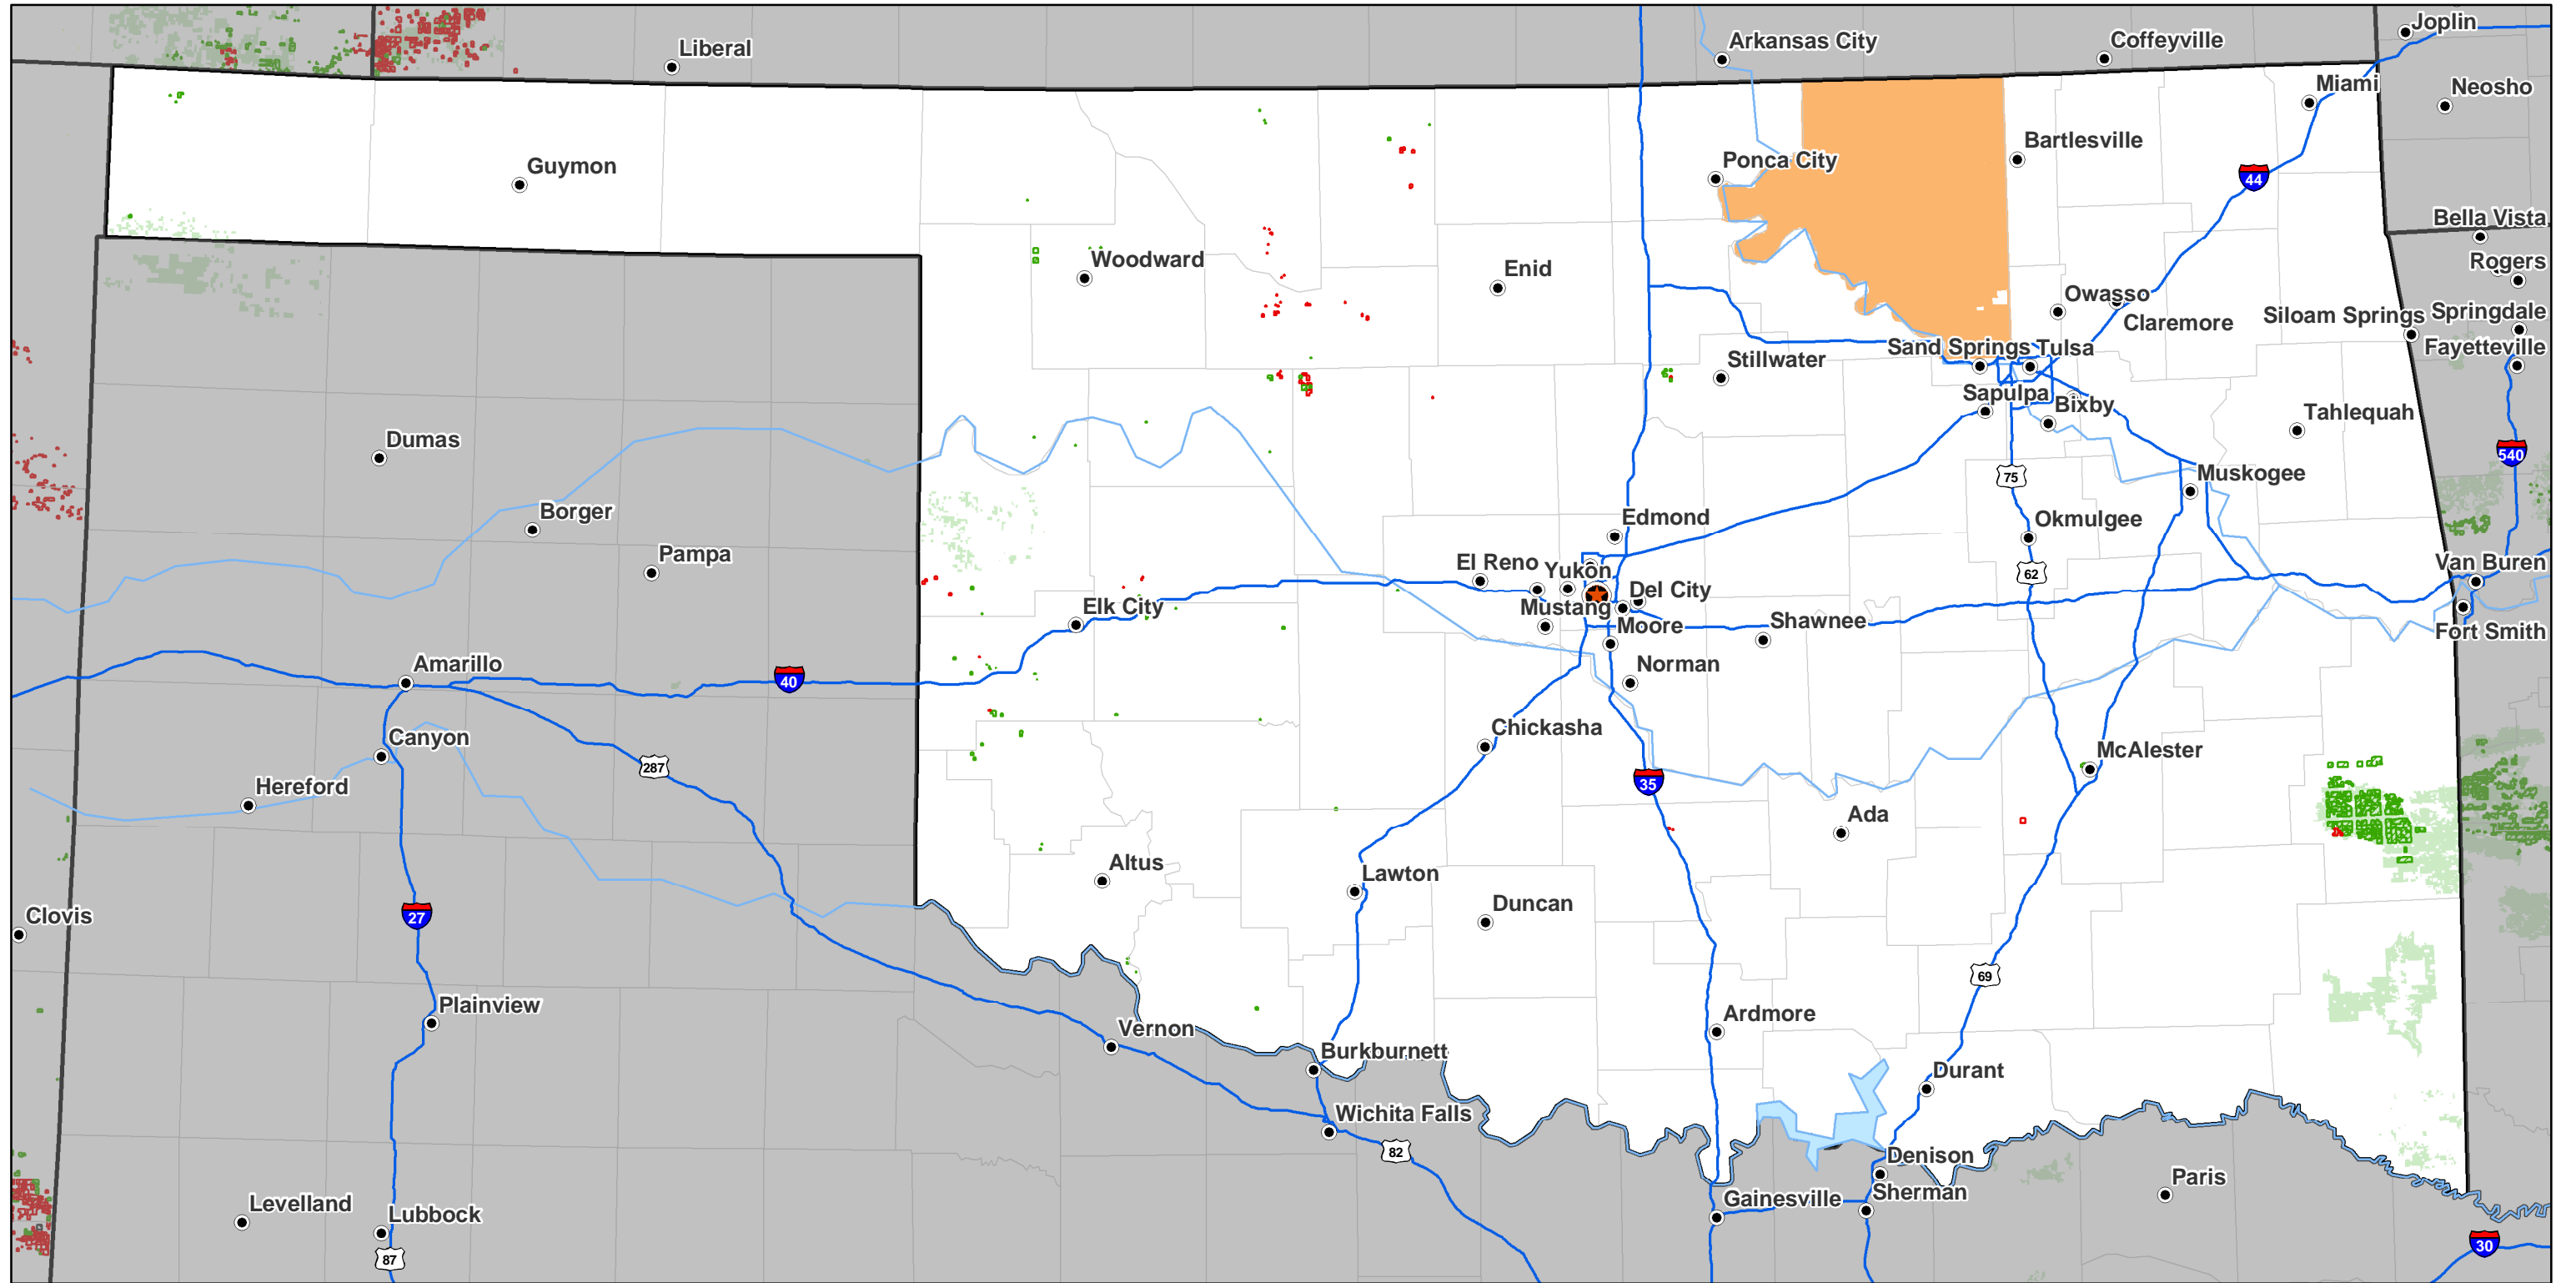 Joplin
Liberal
Arkansas City
Coffeyville
Miami
Neosho
Guymon
Ponca City
Bartlesville
44
Bella Vista
Woodward
Enid
Rogers
Owasso
Claremore
Siloam Springs
Springdale
Stillwater
Sand Springs
Tulsa
Fayetteville
Sapulpa
Bixby
Tahlequah
Dumas
540
75
Muskogee
Borger
Edmond
Okmulgee
Pampa
El Reno
Yukon
62
Van Buren
Elk City
Mustang
Del City
Moore
Shawnee
Fort Smith
Amarillo
40
Norman
Canyon
Chickasha
287
35
McAlester
Hereford
Ada
Altus
Lawton
Clovis
27
Duncan
69
Plainview
Vernon
Ardmore
Burkburnett
Durant
Wichita Falls
82
Denison
Levelland
Lubbock
Gainesville
Sherman
Paris
87
30